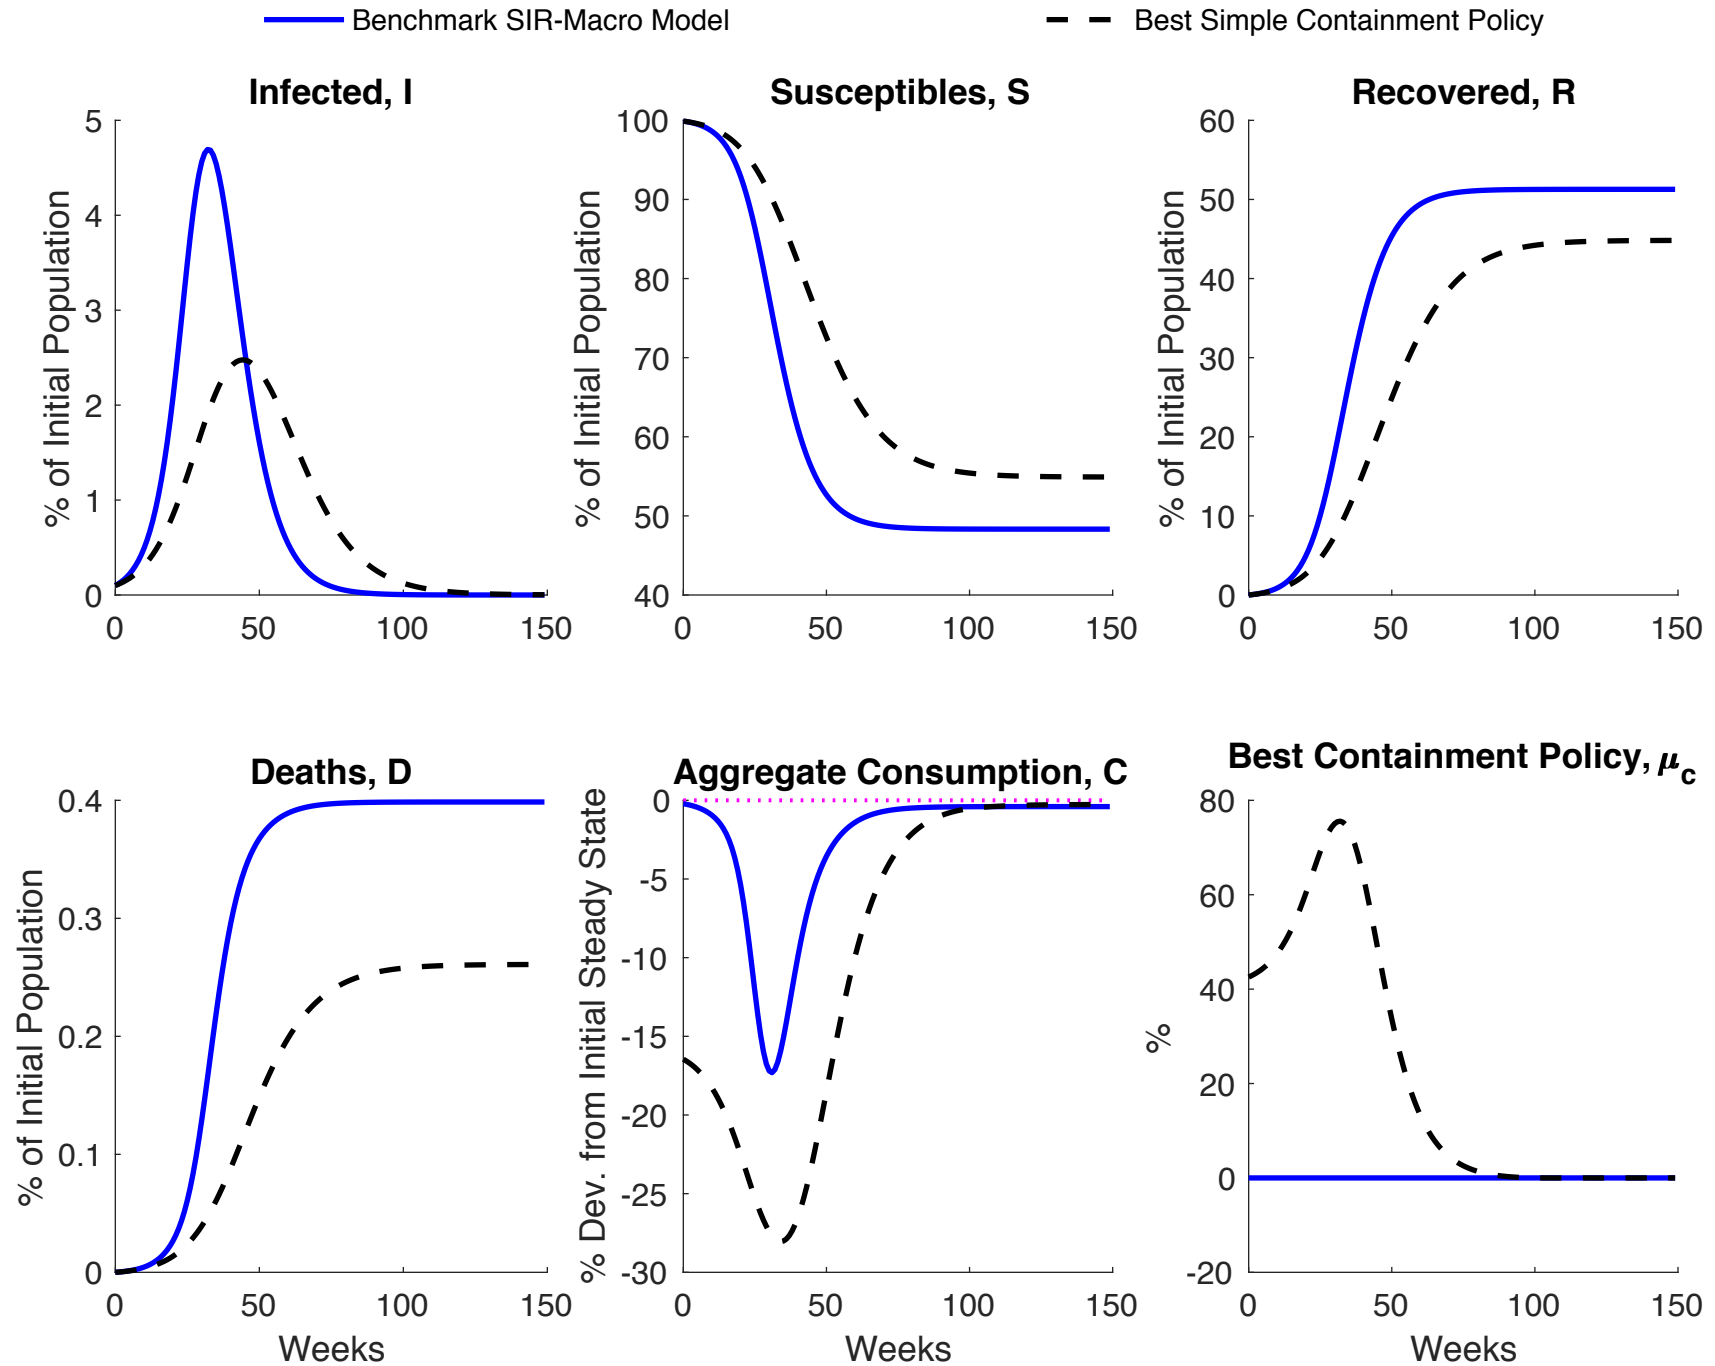 Benchmark SIR-Macro Model
Best Simple Containment Policy
Infected, I
% of Initial Population
5
4
3
2
1
0
0 50 100 150
Susceptibles, S
% of Initial Population
100
90
80
70
60
50
40
0 50 100 150
Recovered, R
% of Initial Population
60
50
40
30
20
10
0
0 50 100 150
Deaths, D
% of Initial Population
0.4
0.3
0.2
0.1
0
0 50 100 150
Weeks
Aggregate Consumption, C
% Dev. from Initial Steady State
0
-5
-10
-15
-20
-25
-30
0 50 100 150
Weeks
Best Containment Policy, μc
%
80
60
40
20
0
-20
0 50 100 150
Weeks